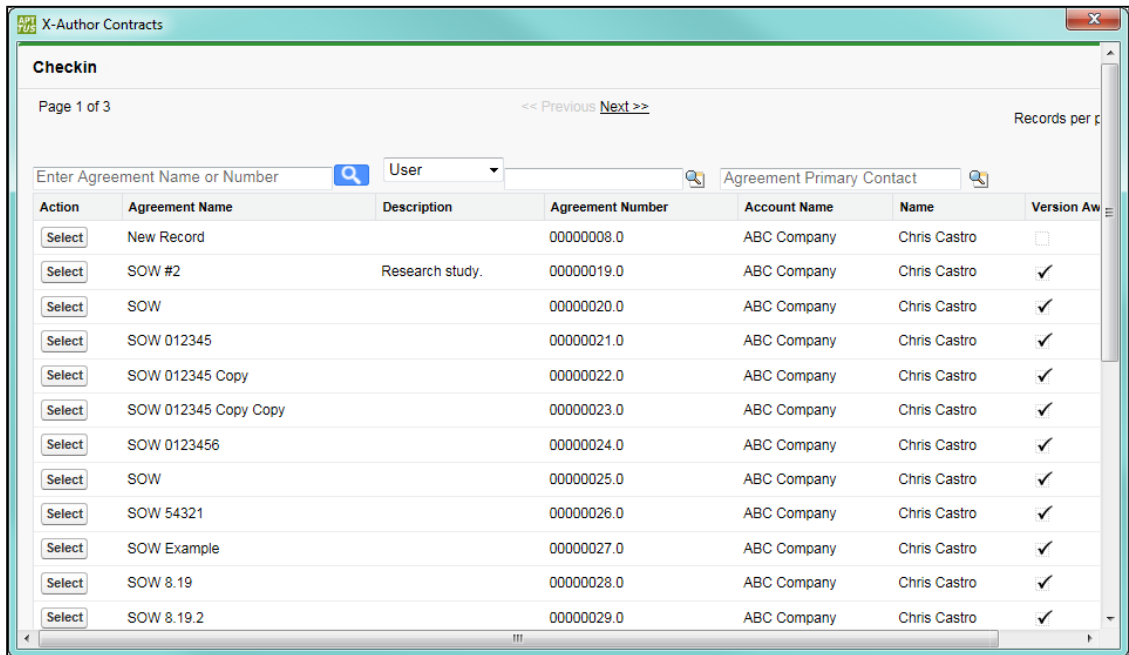 APT TUS X-Author Contracts
Checkin
Page 1 of 3 << Previous Next >> Records per p
Enter Agreement Name or Number User Agreement Primary Contact
Action Agreement Name Description Agreement Number Account Name Name Version Aw
Select New Record 00000008.0 ABC Company Chris Castro
Select SOW #2 Research study. 00000019.0 ABC Company Chris Castro
Select SOW 00000020.0 ABC Company Chris Castro
Select SOW 012345 00000021.0 ABC Company Chris Castro
Select SOW 012345 Copy 00000022.0 ABC Company Chris Castro
Select SOW 012345 Copy Copy 00000023.0 ABC Company Chris Castro
Select SOW 0123456 00000024.0 ABC Company Chris Castro
Select SOW 00000025.0 ABC Company Chris Castro
Select SOW 54321 00000026.0 ABC Company Chris Castro
Select SOW Example 00000027.0 ABC Company Chris Castro
Select SOW 8.19 00000028.0 ABC Company Chris Castro
Select SOW 8.19.2 00000029.0 ABC Company Chris Castro